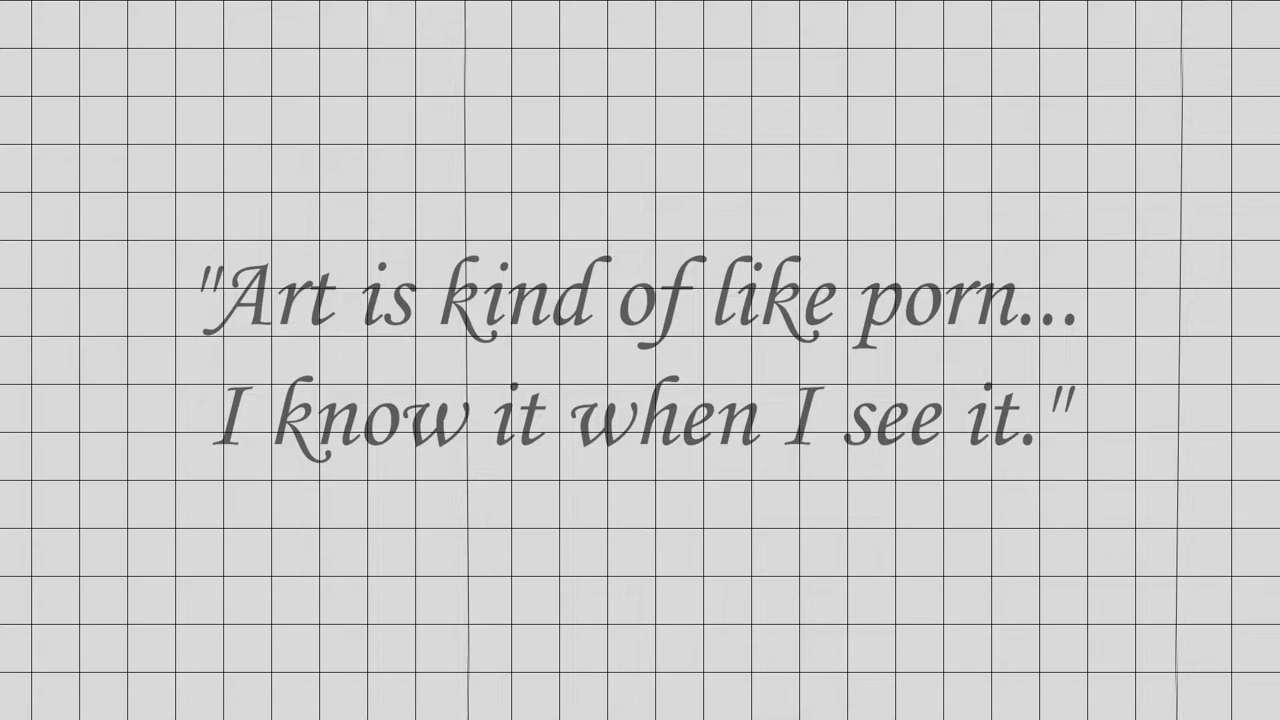 "Art is kind of like porn...
I know it when I see it."